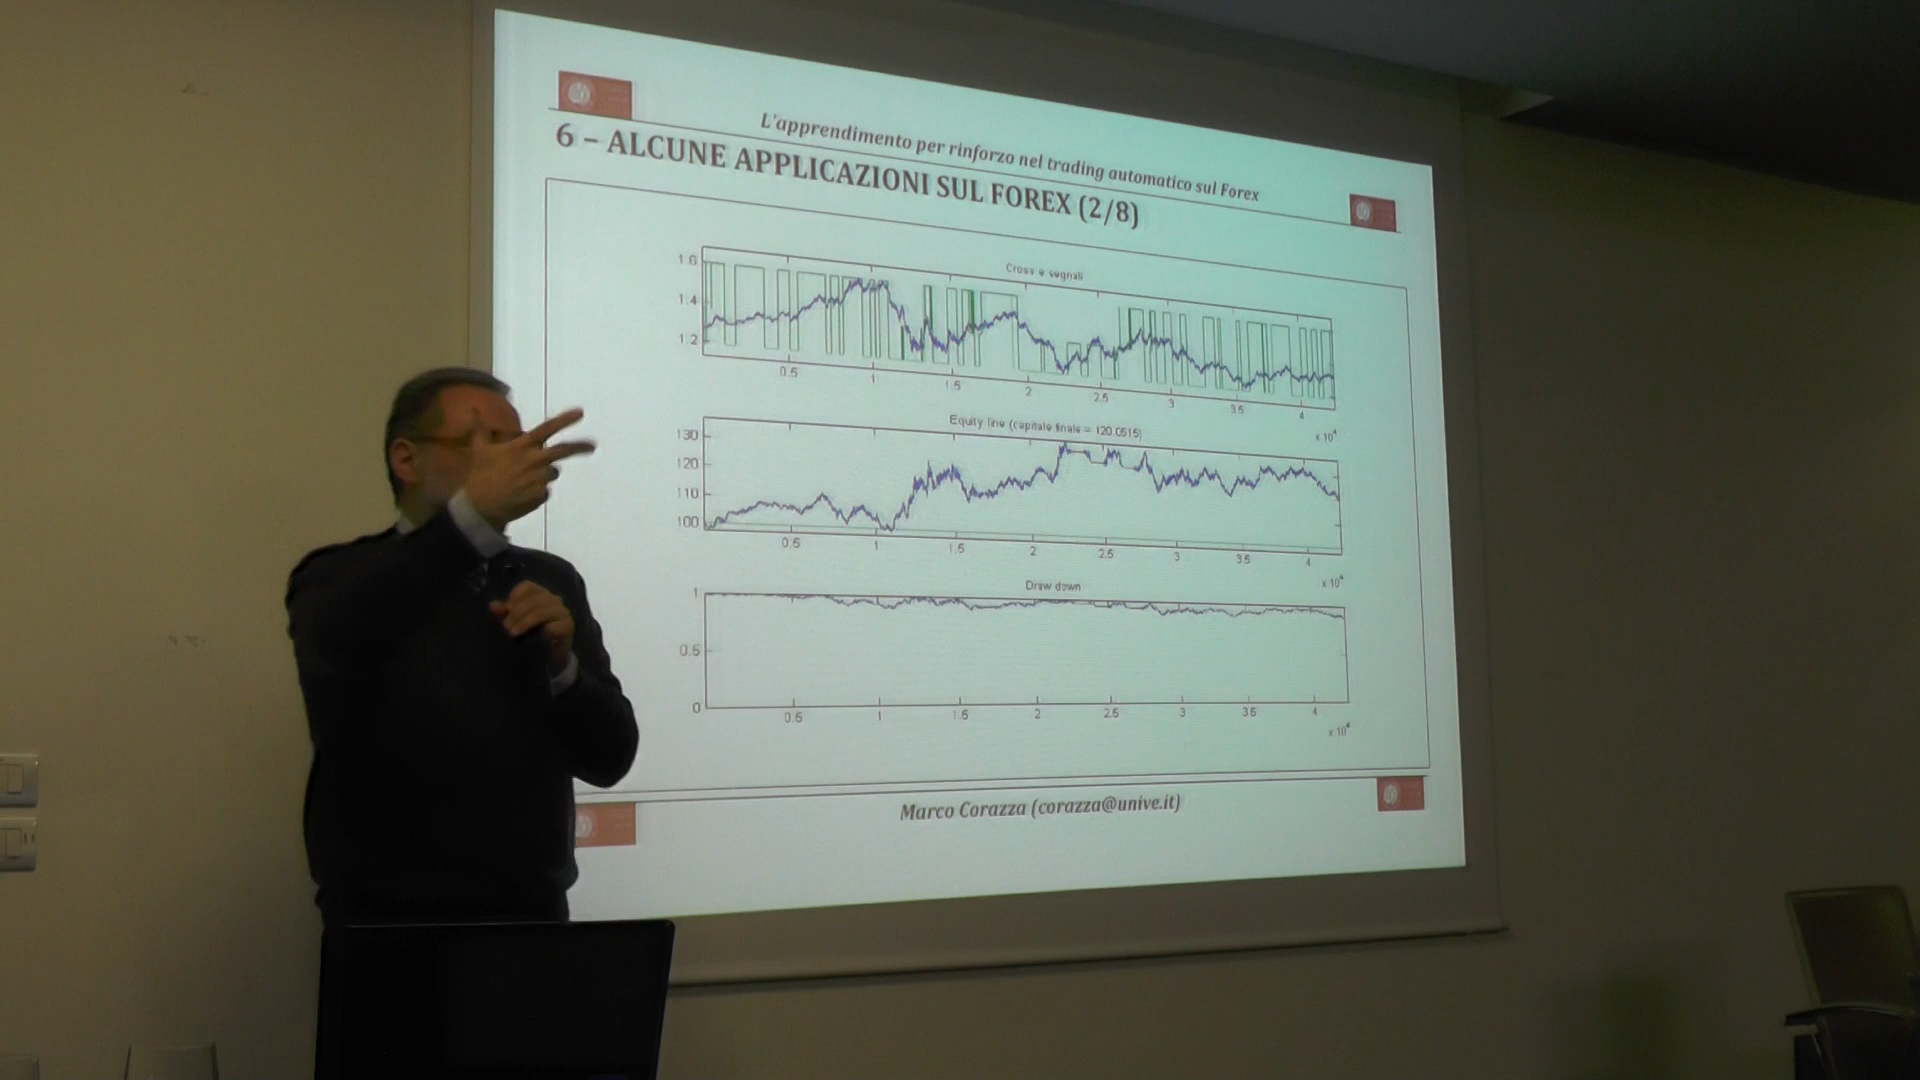 L'apprendimento per rinforzo nel trading automatico sul Forex
6 – ALCUNE APPLICAZIONI SUL FOREX (2/8)
Cross e segnali
1.6
1.4
1.2
0.5 1 1.5 2 2.5 3 3.5 4
x 10⁴
Equity line (capitale finale = 120.0515)
130
120
110
100
0.5 1 1.5 2 2.5 3 3.5 4
x 10⁴
Draw down
1
0.5
0
0.5 1 1.5 2 2.5 3 3.5 4
x 10⁴
Marco Corazza (corazza@unive.it)